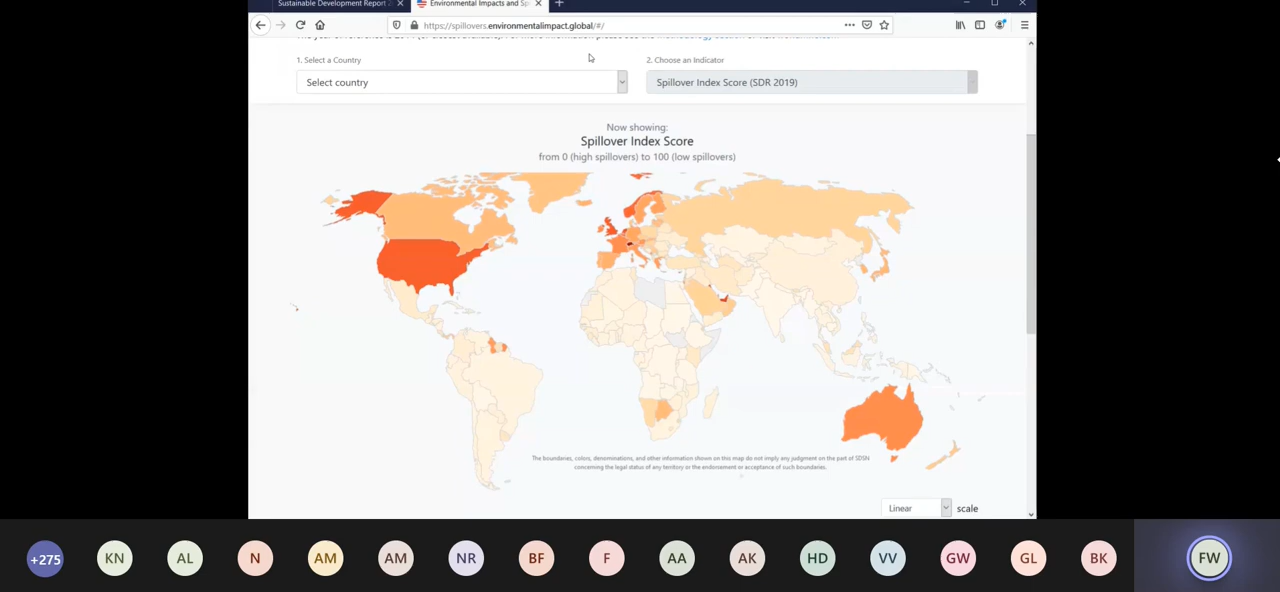 Sustainable Development Report
Environmental Impacts and Sp
https://spillovers.environmentalimpact.global/#/
1. Select a Country
2. Choose an Indicator
Select country
Spillover Index Score (SDR 2019)
Now showing:
Spillover Index Score
from 0 (high spillovers) to 100 (low spillovers)
The boundaries, colors, denominations, and other information shown on this map do not imply any judgment on the part of SDSN
concerning the legal status of any territory or the endorsement or acceptance of such boundaries.
Linear
scale
+275
KN
AL
N
AM
AM
NR
BF
F
AA
AK
HD
VV
GW
GL
BK
FW